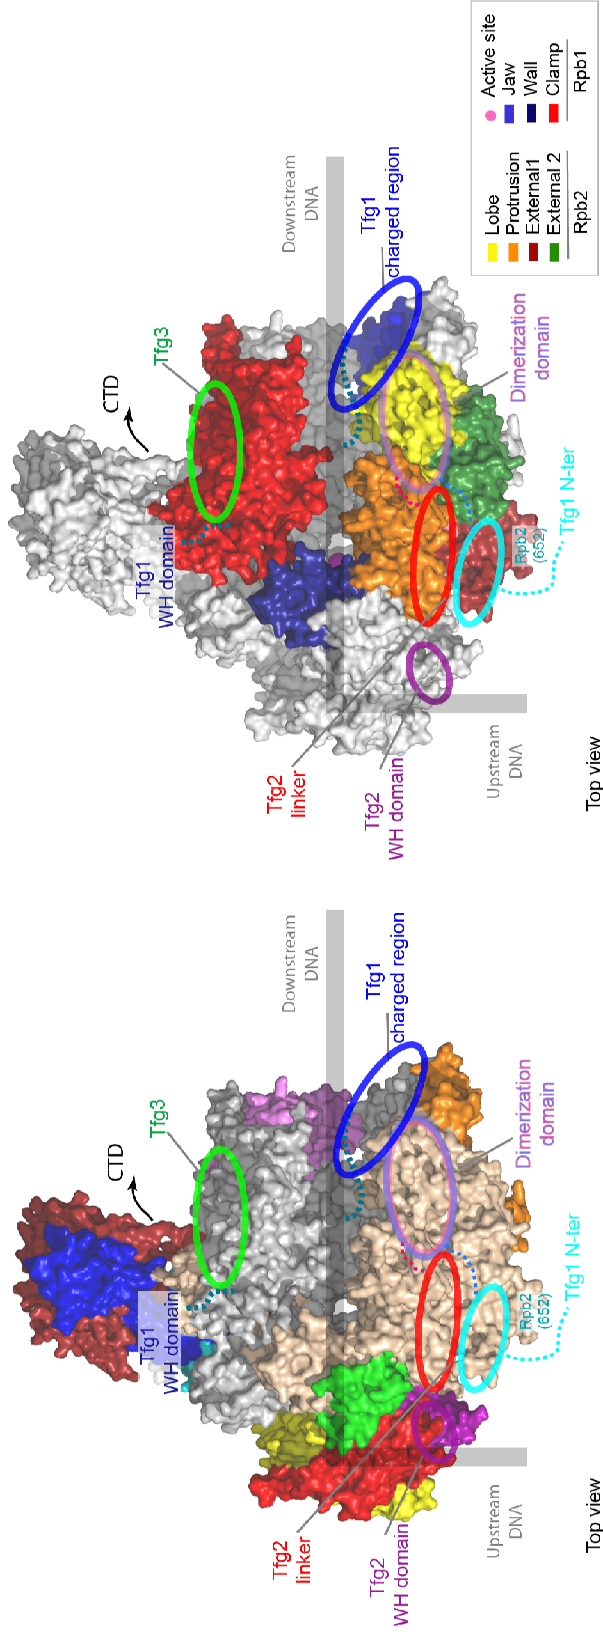 CTD
Tfg3
Tfg1
WH domain
Downstream
DNA
Tfg1
charged region
Tfg2
linker
Tfg2
WH domain
Upstream
DNA
Rpb2
(652)
Tfg1 N-ter
Dimerization
domain
Top view
CTD
Tfg3
Tfg1
WH domain
Downstream
DNA
Tfg1
charged region
Tfg2
linker
Tfg2
WH domain
Upstream
DNA
Rpb2
(652)
Tfg1 N-ter
Dimerization
domain
Top view
Lobe
Protrusion
External1
External 2
Rpb2
Active site
Jaw
Wall
Clamp
Rpb1